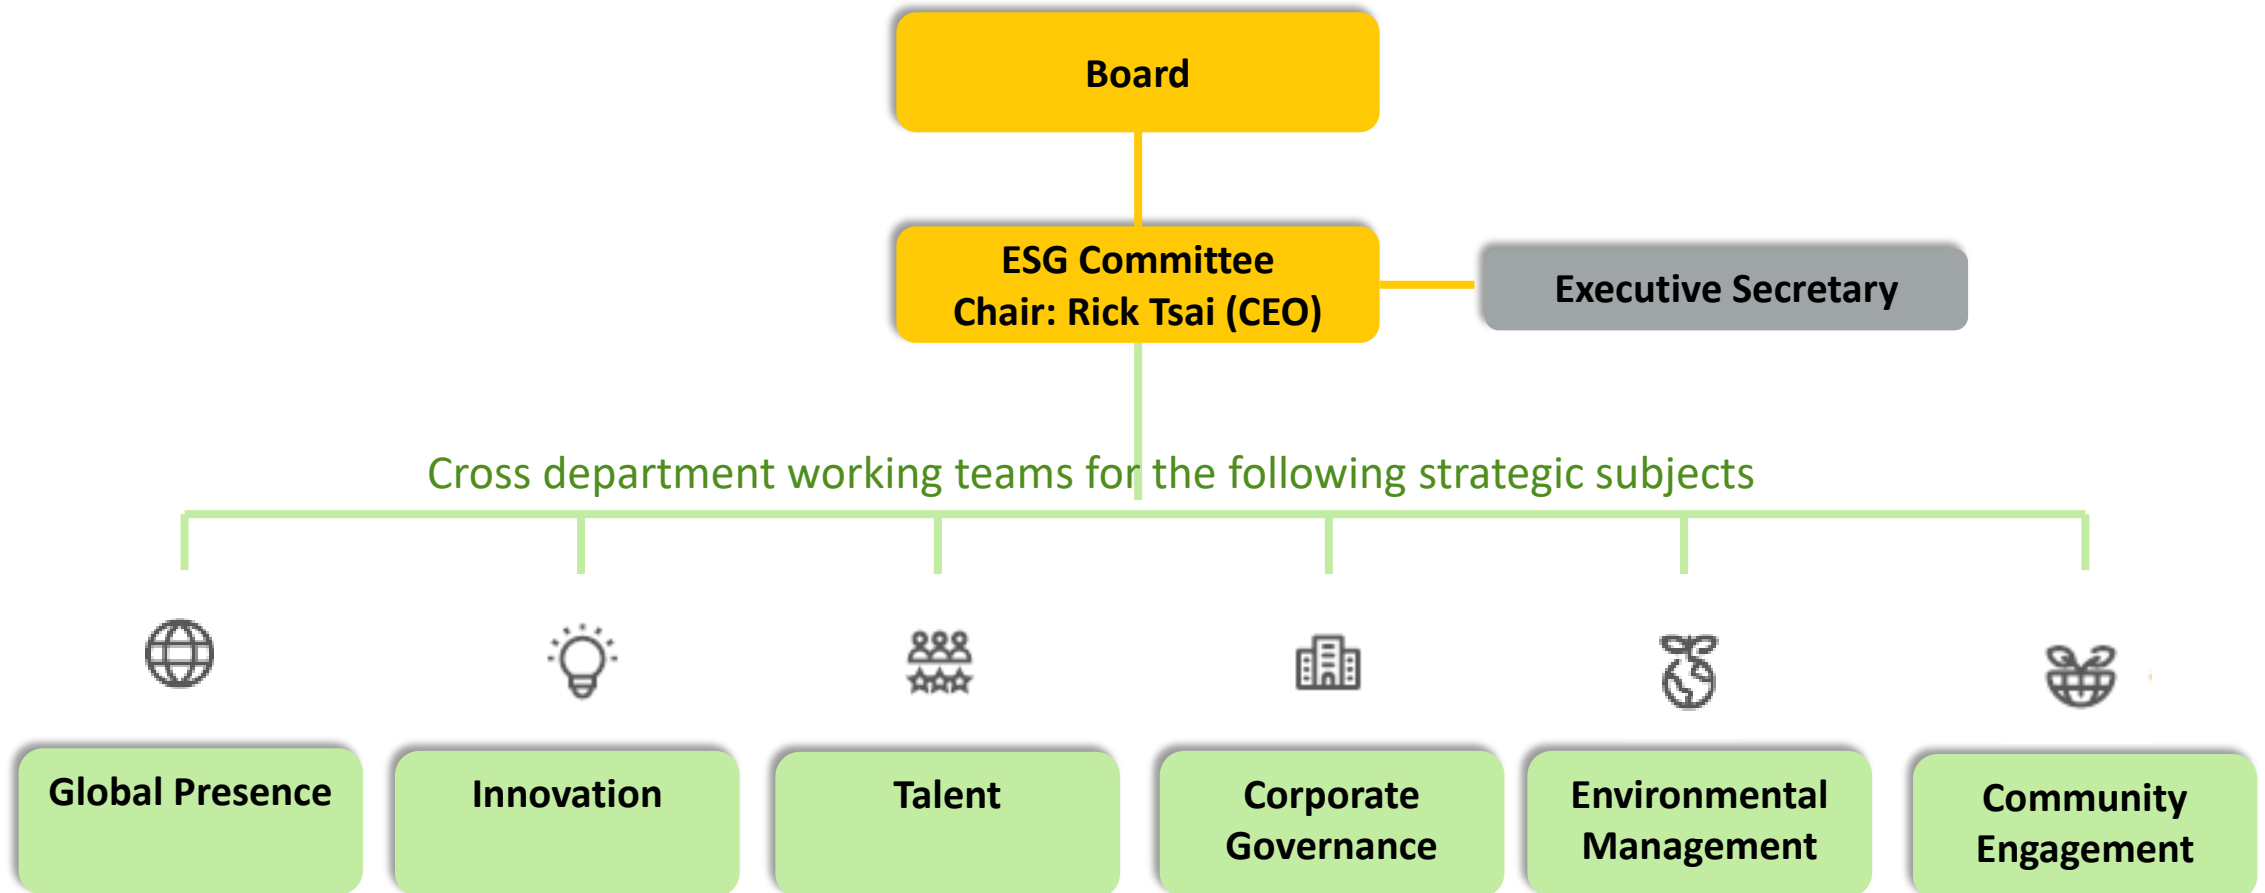 Board
ESG Committee
Chair: Rick Tsai (CEO)
Executive Secretary
Cross department working teams for the following strategic subjects
Global Presence
Innovation
Talent
Corporate
Governance
Environmental
Management
Community
Engagement